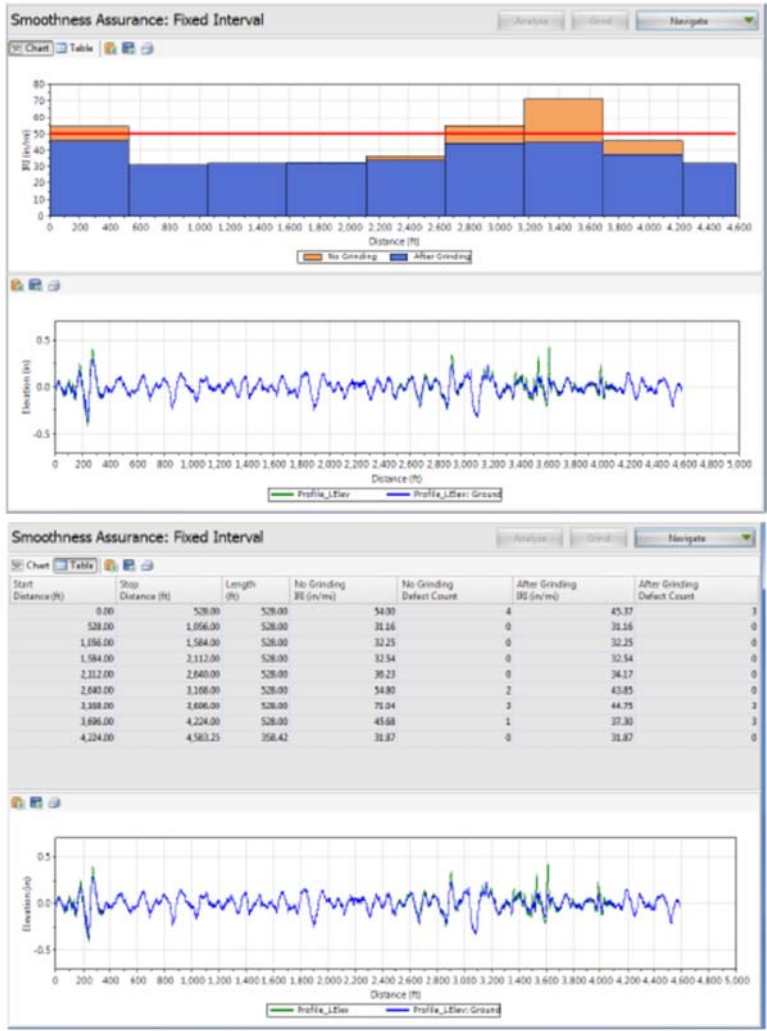 Smoothness Assurance: Fixed Interval
Analyze Grind Navigate
Chart Table
80
70
60
50
40
30
20
10
0
IRI (in/mi)
0 200 400 600 800 1,000 1,200 1,400 1,600 1,800 2,000 2,200 2,400 2,600 2,800 3,000 3,200 3,400 3,600 3,800 4,000 4,200 4,400 4,600
Distance (ft)
No Grinding After Grinding
0.5
0.0
-0.5
Elevation (in)
0 200 400 600 800 1,000 1,200 1,400 1,600 1,800 2,000 2,200 2,400 2,600 2,800 3,000 3,200 3,400 3,600 3,800 4,000 4,200 4,400 4,600 4,800 5,000
Distance (ft)
Profile_LElev Profile_LElev: Ground
Smoothness Assurance: Fixed Interval
Analyze Grind Navigate
Chart Table
Start Stop Length No Grinding No Grinding After Grinding After Grinding
Distance (ft) Distance (ft) (ft) IRI (in/mi) Defect Count IRI (in/mi) Defect Count
0.00 528.00 528.00 54.00 4 45.37 3
528.00 1,056.00 528.00 31.16 0 31.16 0
1,056.00 1,584.00 528.00 32.25 0 32.25 0
1,584.00 2,112.00 528.00 32.54 0 32.54 0
2,112.00 2,640.00 528.00 36.23 0 34.17 0
2,640.00 3,168.00 528.00 54.80 2 43.85 0
3,168.00 3,696.00 528.00 71.04 3 44.75 3
3,696.00 4,224.00 528.00 45.68 1 37.30 3
4,224.00 4,583.25 358.42 31.87 0 31.87 0
0.5
0.0
-0.5
Elevation (in)
0 200 400 600 800 1,000 1,200 1,400 1,600 1,800 2,000 2,200 2,400 2,600 2,800 3,000 3,200 3,400 3,600 3,800 4,000 4,200 4,400 4,600 4,800 5,000
Distance (ft)
Profile_LElev Profile_LElev: Ground